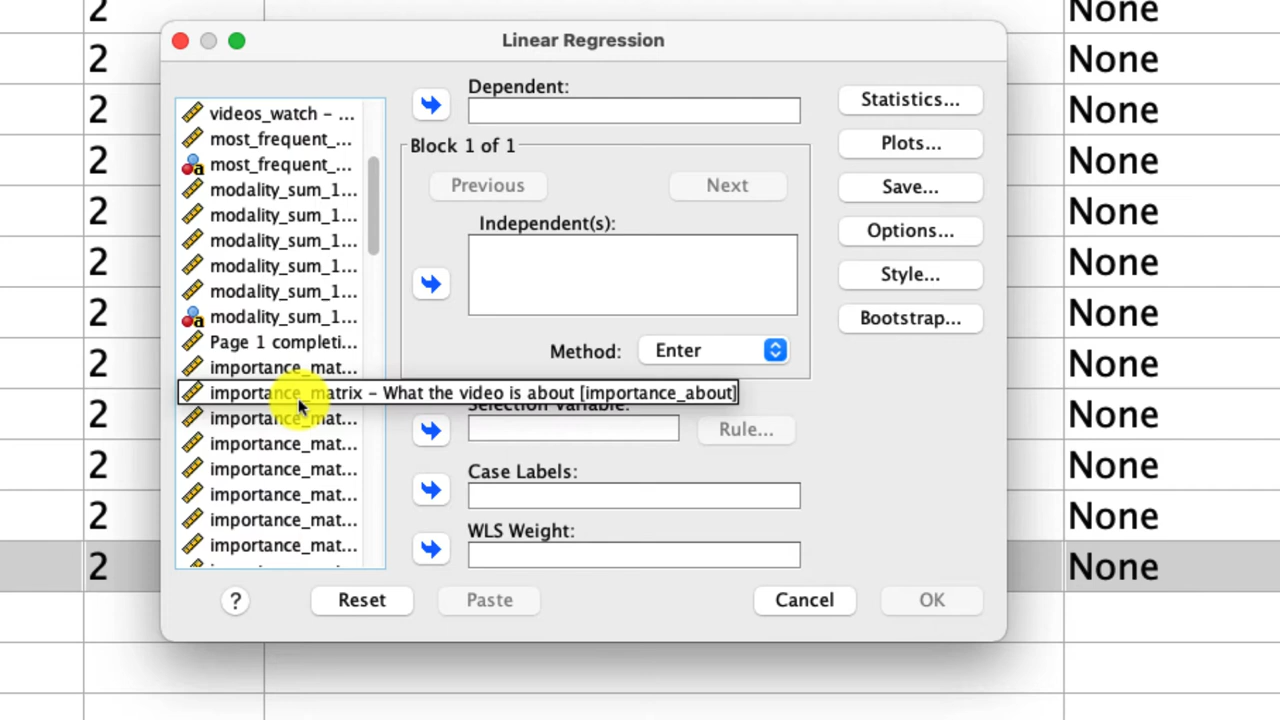 2
2
2
2
2
2
2
2
2
2
2
2
None
None
None
None
None
None
None
None
None
None
None
None
Linear Regression
videos_watch – ...
most_frequent_...
most_frequent_...
modality_sum_1...
modality_sum_1...
modality_sum_1...
modality_sum_1...
modality_sum_1...
modality_sum_1...
Page 1 completi...
importance_mat...
importance_matrix – What the video is about [importance_about]
importance_mat...
importance_mat...
importance_mat...
importance_mat...
importance_mat...
importance_mat...
Dependent:
Block 1 of 1
Previous
Next
Independent(s):
Method:
Enter
Selection Variable:
Rule...
Case Labels:
WLS Weight:
Statistics...
Plots...
Save...
Options...
Style...
Bootstrap...
?
Reset
Paste
Cancel
OK